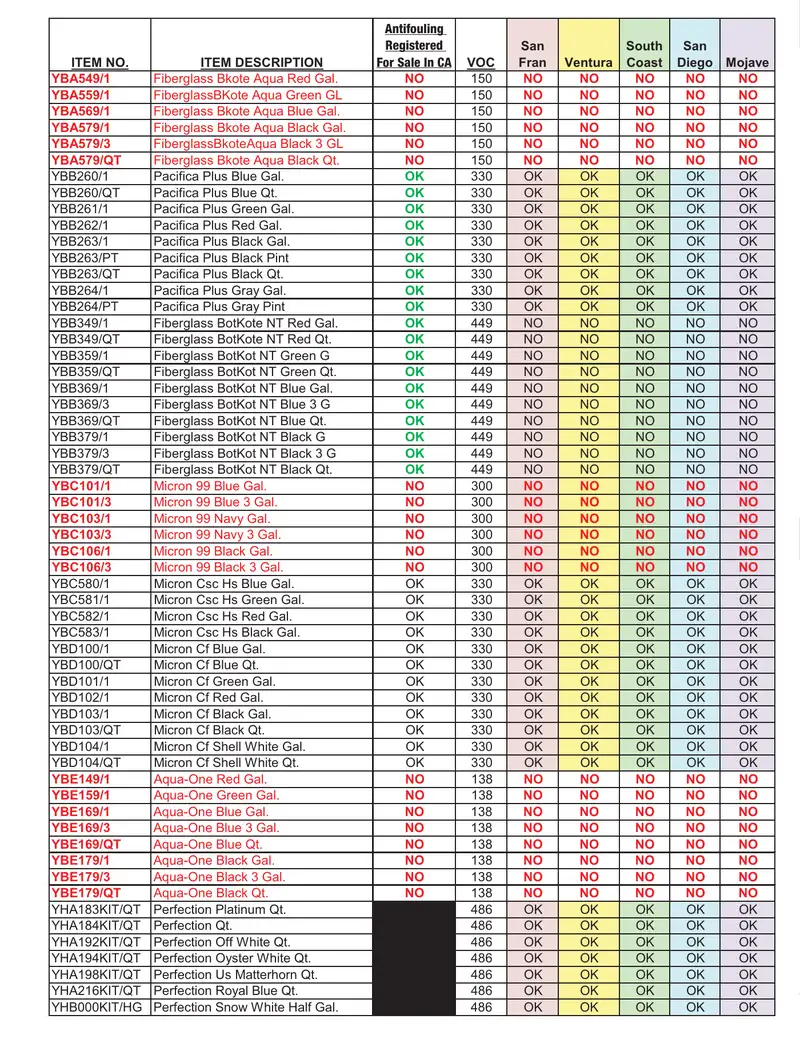 Antifouling
Registered San South San
ITEM NO. ITEM DESCRIPTION For Sale In CA VOC Fran Ventura Coast Diego Mojave
YBA549/1 Fiberglass Bkote Aqua Red Gal. NO 150 NO NO NO NO NO
YBA559/1 FiberglassBKote Aqua Green GL NO 150 NO NO NO NO NO
YBA569/1 Fiberglass Bkote Aqua Blue Gal. NO 150 NO NO NO NO NO
YBA579/1 Fiberglass Bkote Aqua Black Gal. NO 150 NO NO NO NO NO
YBA579/3 FiberglassBkoteAqua Black 3 GL NO 150 NO NO NO NO NO
YBA579/QT Fiberglass Bkote Aqua Black Qt. NO 150 NO NO NO NO NO
YBB260/1 Pacifica Plus Blue Gal. OK 330 OK OK OK OK OK
YBB260/QT Pacifica Plus Blue Qt. OK 330 OK OK OK OK OK
YBB261/1 Pacifica Plus Green Gal. OK 330 OK OK OK OK OK
YBB262/1 Pacifica Plus Red Gal. OK 330 OK OK OK OK OK
YBB263/1 Pacifica Plus Black Gal. OK 330 OK OK OK OK OK
YBB263/PT Pacifica Plus Black Pint OK 330 OK OK OK OK OK
YBB263/QT Pacifica Plus Black Qt. OK 330 OK OK OK OK OK
YBB264/1 Pacifica Plus Gray Gal. OK 330 OK OK OK OK OK
YBB264/PT Pacifica Plus Gray Pint OK 330 OK OK OK OK OK
YBB349/1 Fiberglass BotKote NT Red Gal. OK 449 NO NO NO NO NO
YBB349/QT Fiberglass BotKote NT Red Qt. OK 449 NO NO NO NO NO
YBB359/1 Fiberglass BotKot NT Green G OK 449 NO NO NO NO NO
YBB359/QT Fiberglass BotKot NT Green Qt. OK 449 NO NO NO NO NO
YBB369/1 Fiberglass BotKot NT Blue Gal. OK 449 NO NO NO NO NO
YBB369/3 Fiberglass BotKot NT Blue 3 G OK 449 NO NO NO NO NO
YBB369/QT Fiberglass BotKot NT Blue Qt. OK 449 NO NO NO NO NO
YBB379/1 Fiberglass BotKot NT Black G OK 449 NO NO NO NO NO
YBB379/3 Fiberglass BotKot NT Black 3 G OK 449 NO NO NO NO NO
YBB379/QT Fiberglass BotKot NT Black Qt. OK 449 NO NO NO NO NO
YBC101/1 Micron 99 Blue Gal. NO 300 NO NO NO NO NO
YBC101/3 Micron 99 Blue 3 Gal. NO 300 NO NO NO NO NO
YBC103/1 Micron 99 Navy Gal. NO 300 NO NO NO NO NO
YBC103/3 Micron 99 Navy 3 Gal. NO 300 NO NO NO NO NO
YBC106/1 Micron 99 Black Gal. NO 300 NO NO NO NO NO
YBC106/3 Micron 99 Black 3 Gal. NO 300 NO NO NO NO NO
YBC580/1 Micron Csc Hs Blue Gal. OK 330 OK OK OK OK OK
YBC581/1 Micron Csc Hs Green Gal. OK 330 OK OK OK OK OK
YBC582/1 Micron Csc Hs Red Gal. OK 330 OK OK OK OK OK
YBC583/1 Micron Csc Hs Black Gal. OK 330 OK OK OK OK OK
YBD100/1 Micron Cf Blue Gal. OK 330 OK OK OK OK OK
YBD100/QT Micron Cf Blue Qt. OK 330 OK OK OK OK OK
YBD101/1 Micron Cf Green Gal. OK 330 OK OK OK OK OK
YBD102/1 Micron Cf Red Gal. OK 330 OK OK OK OK OK
YBD103/1 Micron Cf Black Gal. OK 330 OK OK OK OK OK
YBD103/QT Micron Cf Black Qt. OK 330 OK OK OK OK OK
YBD104/1 Micron Cf Shell White Gal. OK 330 OK OK OK OK OK
YBD104/QT Micron Cf Shell White Qt. OK 330 OK OK OK OK OK
YBE149/1 Aqua-One Red Gal. NO 138 NO NO NO NO NO
YBE159/1 Aqua-One Green Gal. NO 138 NO NO NO NO NO
YBE169/1 Aqua-One Blue Gal. NO 138 NO NO NO NO NO
YBE169/3 Aqua-One Blue 3 Gal. NO 138 NO NO NO NO NO
YBE169/QT Aqua-One Blue Qt. NO 138 NO NO NO NO NO
YBE179/1 Aqua-One Black Gal. NO 138 NO NO NO NO NO
YBE179/3 Aqua-One Black 3 Gal. NO 138 NO NO NO NO NO
YBE179/QT Aqua-One Black Qt. NO 138 NO NO NO NO NO
YHA183KIT/QT Perfection Platinum Qt. 486 OK OK OK OK OK
YHA184KIT/QT Perfection Qt. 486 OK OK OK OK OK
YHA192KIT/QT Perfection Off White Qt. 486 OK OK OK OK OK
YHA194KIT/QT Perfection Oyster White Qt. 486 OK OK OK OK OK
YHA198KIT/QT Perfection Us Matterhorn Qt. 486 OK OK OK OK OK
YHA216KIT/QT Perfection Royal Blue Qt. 486 OK OK OK OK OK
YHB000KIT/HG Perfection Snow White Half Gal. 486 OK OK OK OK OK